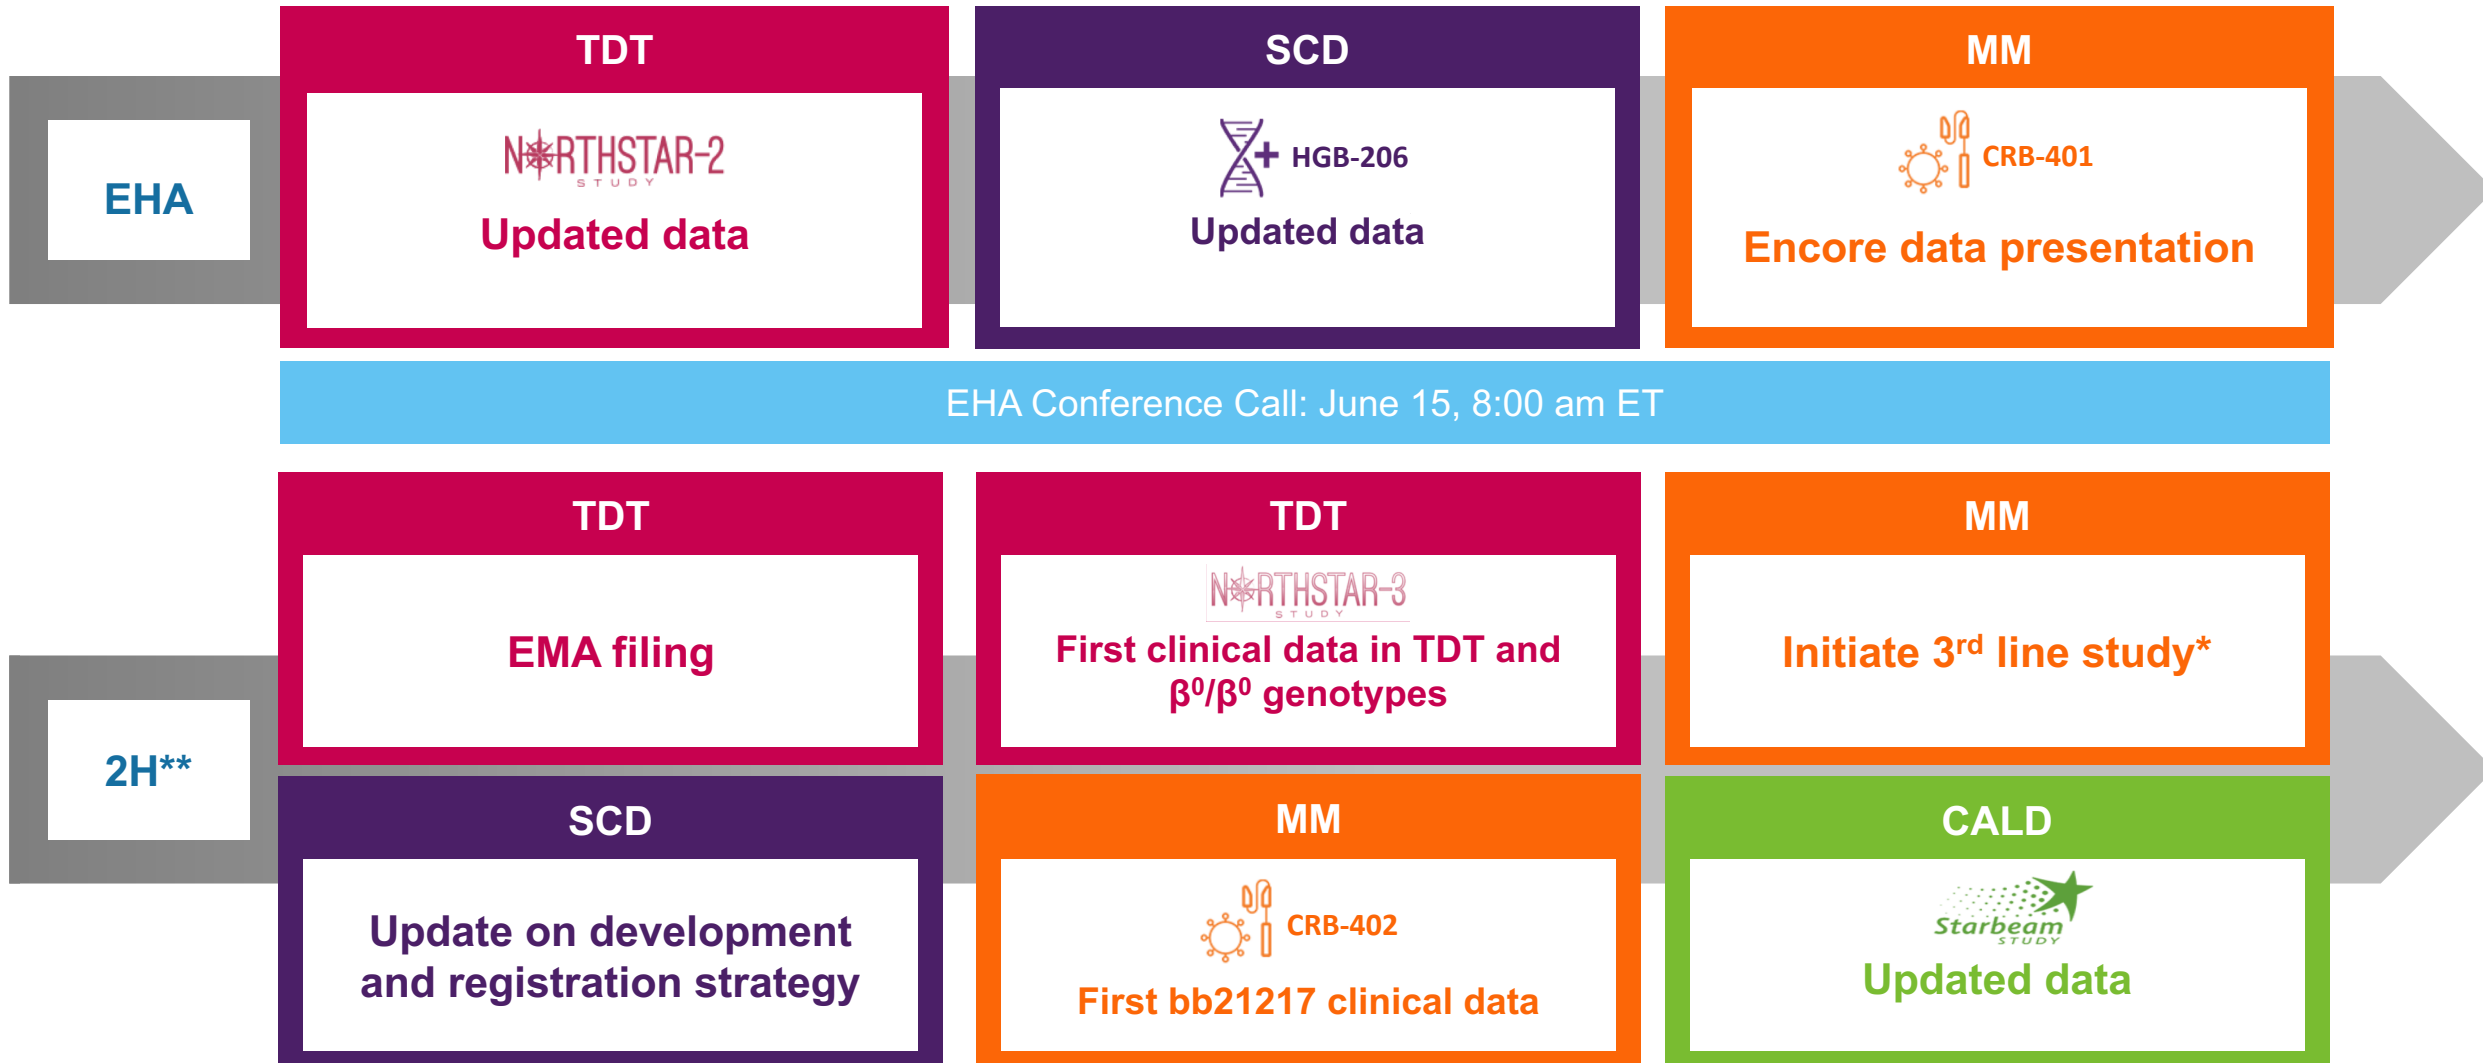 TDT
SCD
MM
EHA
NORTHSTAR-2
STUDY
Updated data
HGB-206
Updated data
CRB-401
Encore data presentation
EHA Conference Call: June 15, 8:00 am ET
TDT
TDT
MM
2H**
EMA filing
NORTHSTAR-3
STUDY
First clinical data in TDT and
β⁰/β⁰ genotypes
Initiate 3ʳᵈ line study*
SCD
MM
CALD
Update on development
and registration strategy
CRB-402
First bb21217 clinical data
Starbeam
STUDY
Updated data